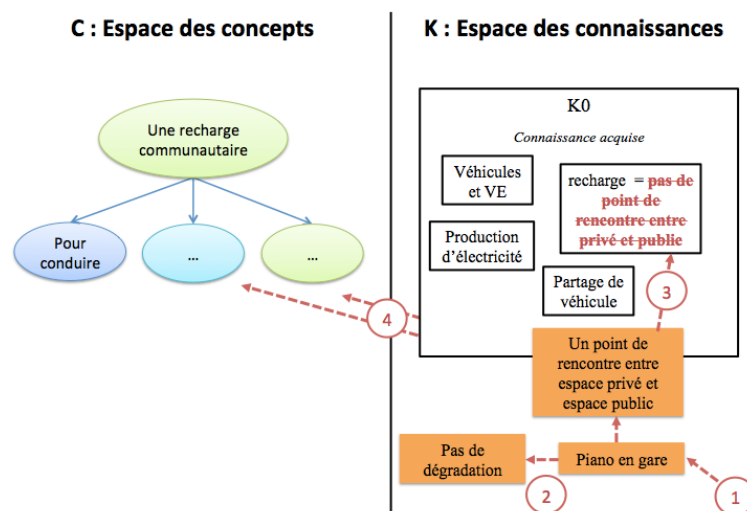 C : Espace des concepts
K : Espace des connaissances
Une recharge
communautaire
Pour
conduire
...
...
K0
Connaissance acquise
Véhicules
et VE
recharge = pas de
point de
rencontre entre
privé et public
Production
d'électricité
Partage de
véhicule
3
4
Un point de
rencontre entre
espace privé et
espace public
Pas de
dégradation
Piano en gare
2
1